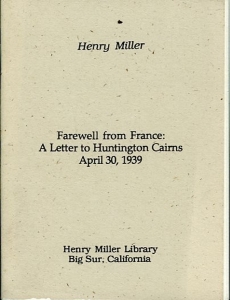 Henry Miller
Farewell from France:
A Letter to Huntington Cairns
April 30, 1939
Henry Miller Library
Big Sur, California